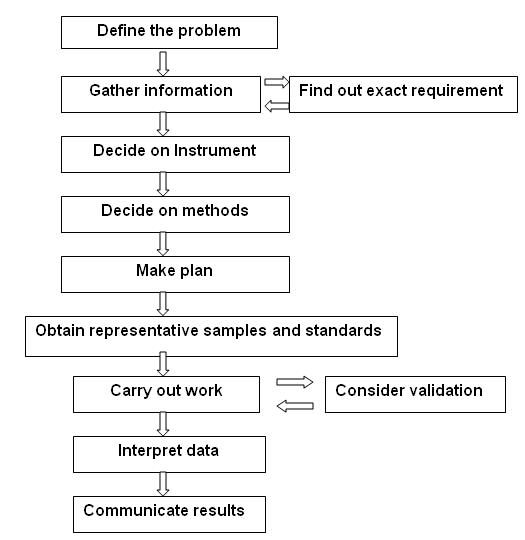 Define the problem
Gather information
Find out exact requirement
Decide on Instrument
Decide on methods
Make plan
Obtain representative samples and standards
Carry out work
Consider validation
Interpret data
Communicate results